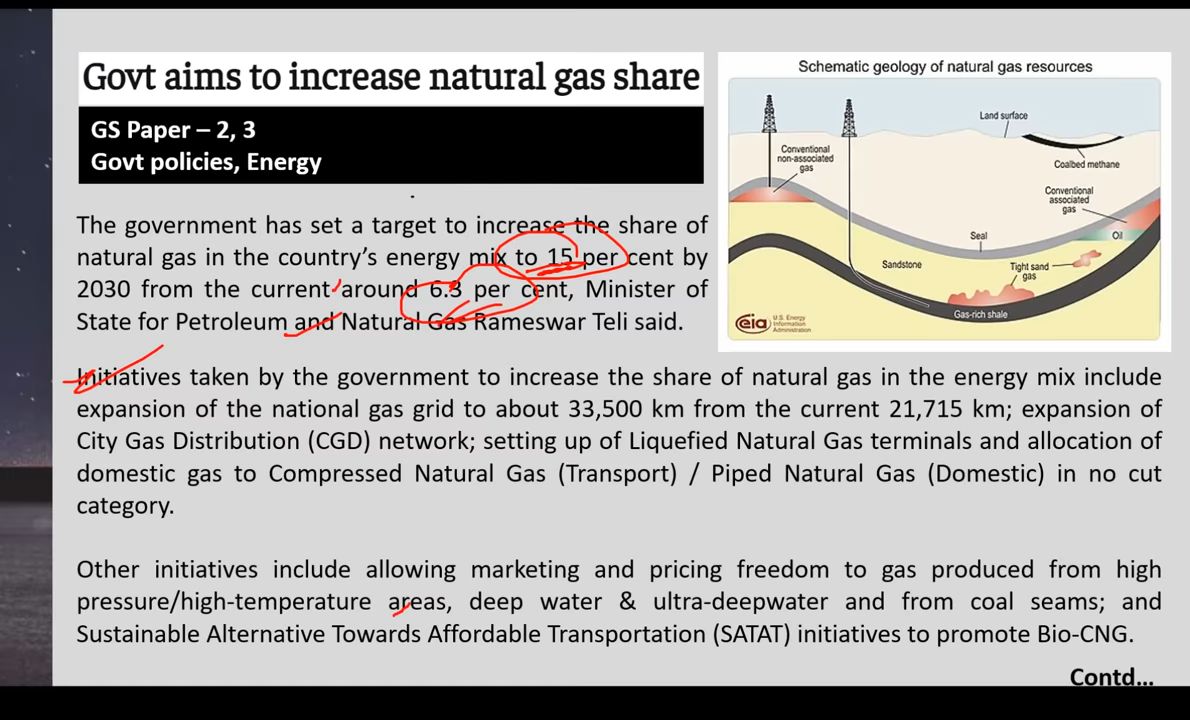 Govt aims to increase natural gas share
GS Paper – 2, 3
Govt policies, Energy
The government has set a target to increase the share of
natural gas in the country’s energy mix to 15 per cent by
2030 from the current around 6.3 per cent, Minister of
State for Petroleum and Natural Gas Rameswar Teli said.
Schematic geology of natural gas resources
Land surface
Conventional
non-associated
gas
Coalbed methane
Conventional
associated
gas
Seal
Oil
Sandstone
Tight sand
gas
Gas-rich shale
eia
U.S. Energy
Information
Administration
Initiatives taken by the government to increase the share of natural gas in the energy mix include
expansion of the national gas grid to about 33,500 km from the current 21,715 km; expansion of
City Gas Distribution (CGD) network; setting up of Liquefied Natural Gas terminals and allocation of
domestic gas to Compressed Natural Gas (Transport) / Piped Natural Gas (Domestic) in no cut
category.
Other initiatives include allowing marketing and pricing freedom to gas produced from high
pressure/high-temperature areas, deep water & ultra-deepwater and from coal seams; and
Sustainable Alternative Towards Affordable Transportation (SATAT) initiatives to promote Bio-CNG.
Contd...